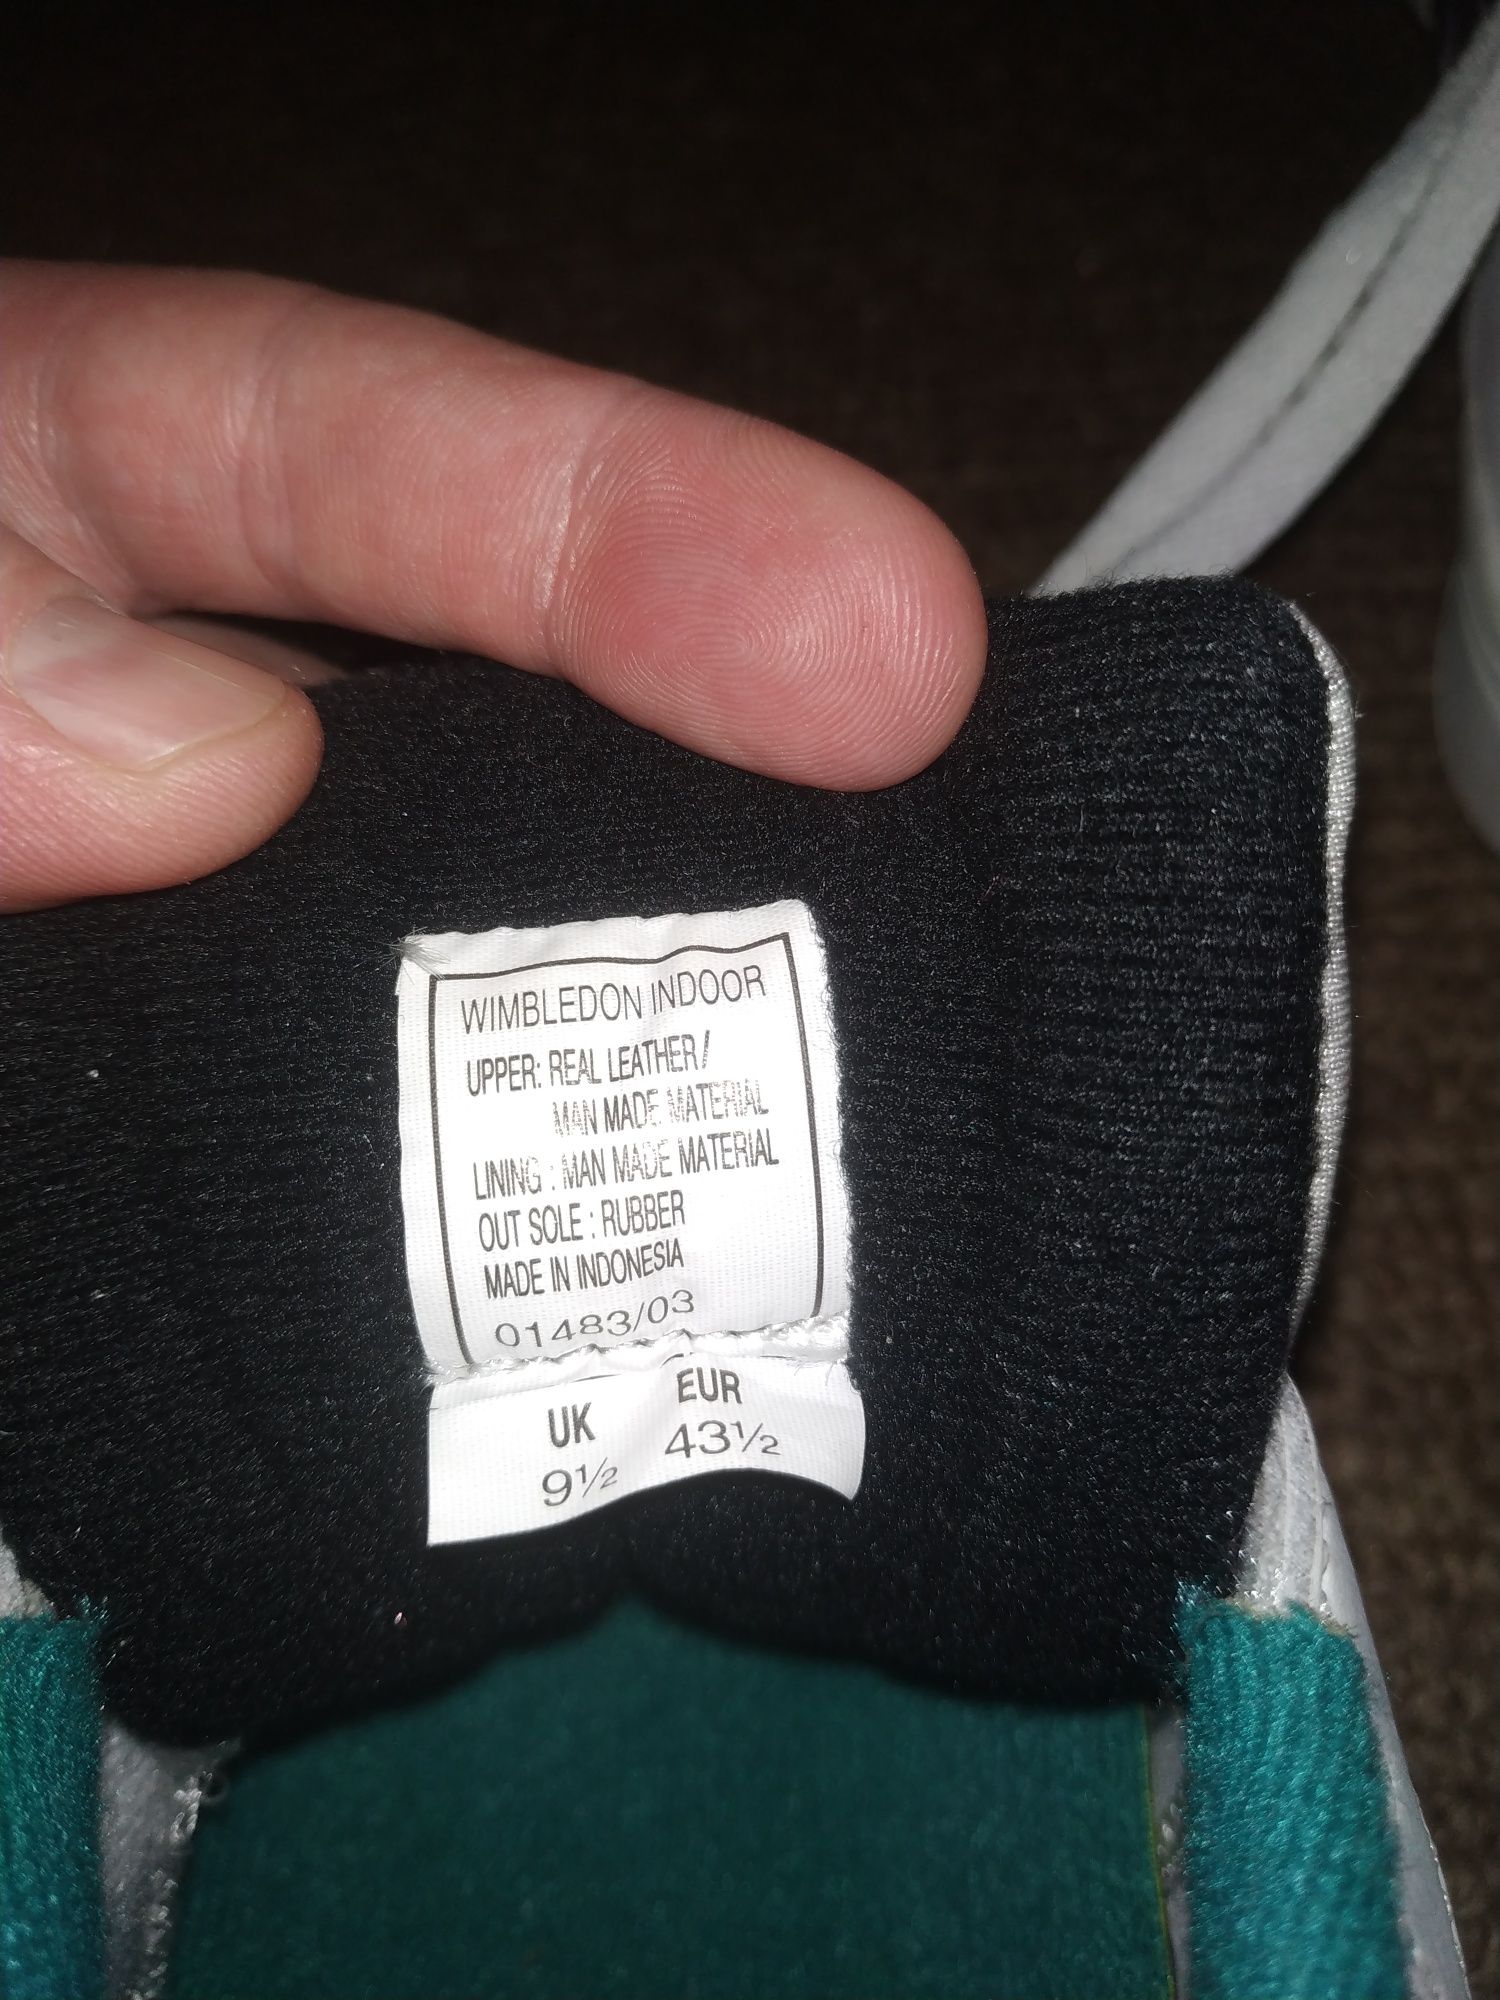 WIMBLEDON INDOOR
UPPER: REAL LEATHER/
MAN MADE MATERIAL
LINING : MAN MADE MATERIAL
OUT SOLE : RUBBER
MADE IN INDONESIA
01483/03
UK EUR
9½ 43½